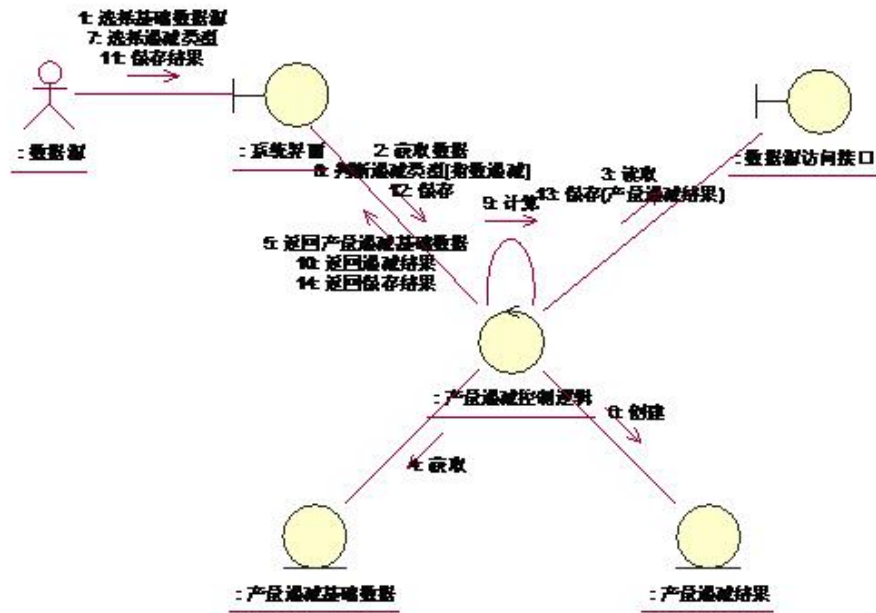 1: 选择基础数据源
7: 选择递减类型
11: 保存结果
: 数据源
: 系统界面
2: 获取数据
8: 判断递减类型[指数递减]
12: 保存
9: 计算
3: 读取
13: 保存(产量递减结果)
: 数据源访问接口
5: 返回产量递减基础数据
10: 返回递减结果
14: 返回保存结果
: 产量递减控制逻辑
6: 创建
4: 获取
: 产量递减基础数据
: 产量递减结果